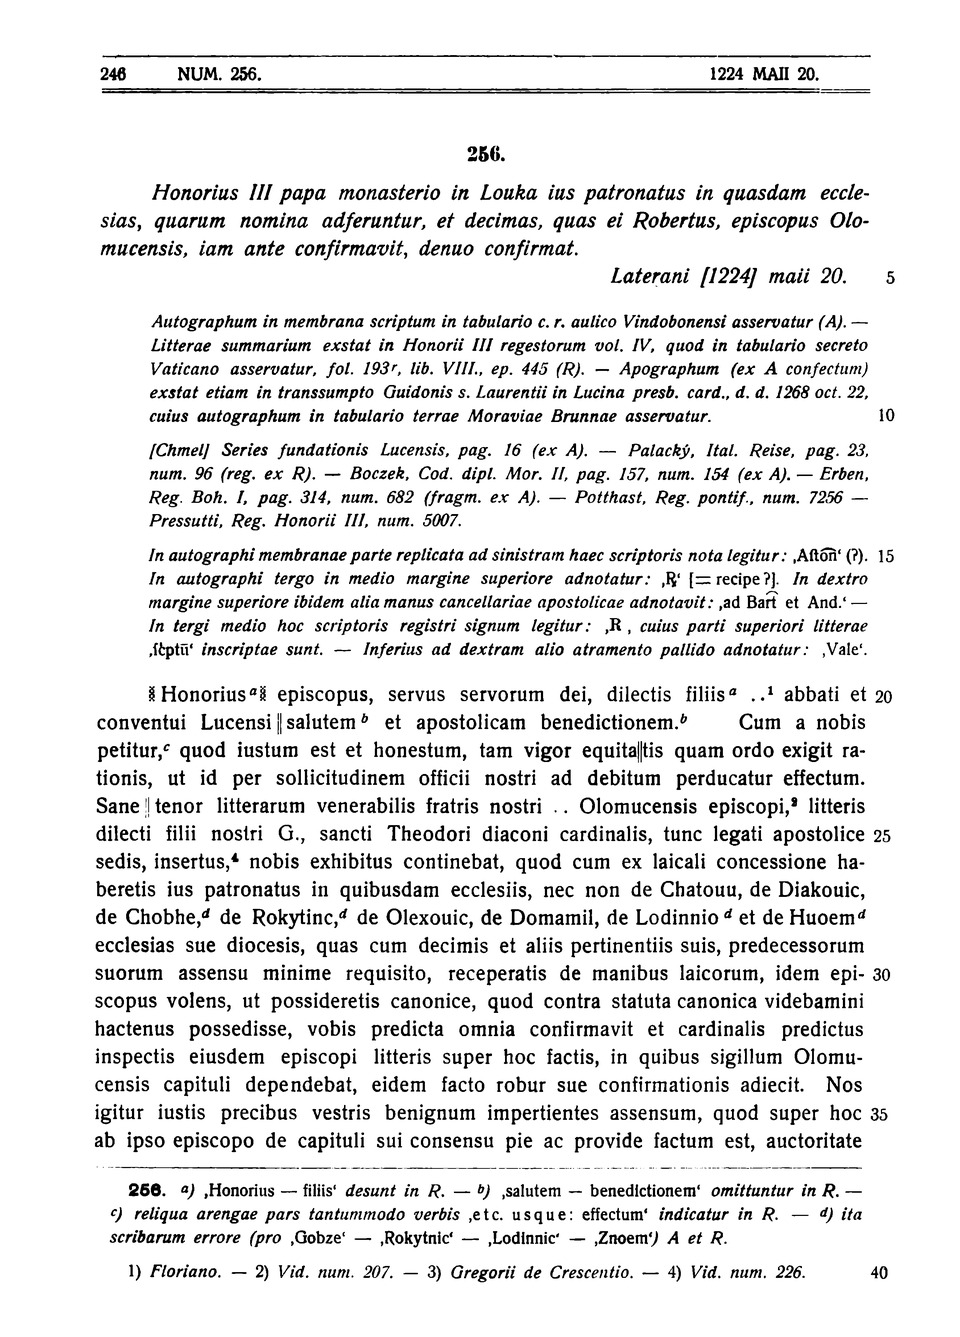 246 NUM. 256. 1224 MAII 20.
256.
Honorius III papa monasterio in Louka ius patronatus in quasdam eccle-
sias, quarum nomina adferuntur, et decimas, quas ei Robertus, episcopus Olo-
mucensis, iam ante confirmavit, denuo confirmat.
Laterani [1224] maii 20. 5
Autographum in membrana scriptum in tabulario c. r. aulico Vindobonensi asservatur (A). —
Litterae summarium exstat in Honorii III regestorum vol. IV, quod in tabulario secreto
Vaticano asservatur, fol. 193r, lib. VIII., ep. 445 (R). — Apographum (ex A confectum)
exstat etiam in transsumpto Guidonis s. Laurentii in Lucina presb. card., d. d. 1268 oct. 22,
cuius autographum in tabulario terrae Moraviae Brunnae asservatur. 10
[Chmel] Series fundationis Lucensis, pag. 16 (ex A). — Palacký, Ital. Reise, pag. 23,
num. 96 (reg. ex R). — Boczek, Cod. dipl. Mor. II, pag. 157, num. 154 (ex A). — Erben,
Reg. Boh. I, pag. 314, num. 682 (fragm. ex A). — Potthast, Reg. pontif., num. 7256 —
Pressutti, Reg. Honorii III, num. 5007.
In autographi membranae parte replicata ad sinistram haec scriptoris nota legitur: (?). 15
In autographi tergo in medio margine superiore adnotatur: ‚℞‘ [= recipe?]. In dextro
margine superiore ibidem alia manus cancellariae apostolicae adnotavit: ‚ad Bart̑ et And.‘ —
In tergi medio hoc scriptoris registri signum legitur: ‚R , cuius parti superiori litterae
inscriptae sunt. — Inferius ad dextram alio atramento pallido adnotatur: ‚Vale‘.
Honorius a episcopus, servus servorum dei, dilectis filiis a . .1 abbati et 20
conventui Lucensi || salutem b et apostolicam benedictionem.b Cum a nobis
petitur,c quod iustum est et honestum, tam vigor equita||tis quam ordo exigit ra-
tionis, ut id per sollicitudinem officii nostri ad debitum perducatur effectum.
Sane || tenor litterarum venerabilis fratris nostri . . Olomucensis episcopi,2 litteris
dilecti filii nostri G., sancti Theodori diaconi cardinalis, tunc legati apostolice 25
sedis, insertus,4 nobis exhibitus continebat, quod cum ex laicali concessione ha-
beretis ius patronatus in quibusdam ecclesiis, nec non de Chatouu, de Diakouic,
de Chobhe,d de Rokytinc,d de Olexouic, de Domamil, de Lodinnio d et de Huoem d
ecclesias sue diocesis, quas cum decimis et aliis pertinentiis suis, predecessorum
suorum assensu minime requisito, receperatis de manibus laicorum, idem epi- 30
scopus volens, ut possideretis canonice, quod contra statuta canonica videbamini
hactenus possedisse, vobis predicta omnia confirmavit et cardinalis predictus
inspectis eiusdem episcopi litteris super hoc factis, in quibus sigillum Olomu-
censis capituli dependebat, eidem facto robur sue confirmationis adiecit. Nos
igitur iustis precibus vestris benignum impertientes assensum, quod super hoc 35
ab ipso episcopo de capituli sui consensu pie ac provide factum est, auctoritate
256. a) ‚Honorius — filiis‘ desunt in R. — b) ‚salutem — benedictionem‘ omittuntur in R. —
c) reliqua arengae pars tantummodo verbis ‚etc. usque: effectum‘ indicatur in R. — d) ita
scribarum errore (pro ‚Gobze‘ — ‚Rokytnic‘ — ‚Lodinnic‘ — ‚Znoem‘) A et R.
1) Floriano. — 2) Vid. num. 207. — 3) Gregorii de Crescentio. — 4) Vid. num. 226. 40